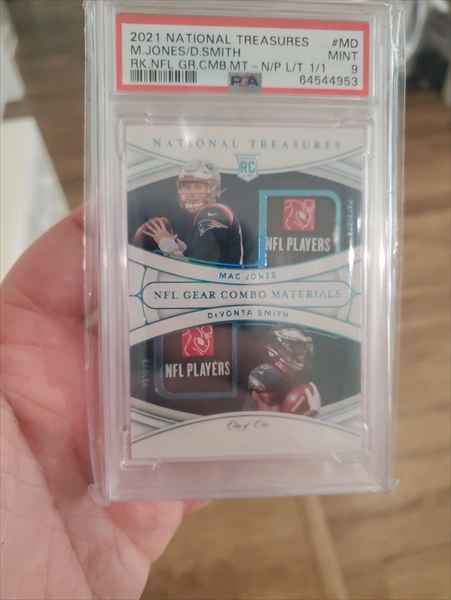 2021 NATIONAL TREASURES #MD
M.JONES/D.SMITH MINT
RK.NFL GR.CMB.MT - N/P L/T 1/1 9
PSA 64544953
NATIONAL TREASURES
RC
NFL PLAYERS
MAC JONES
NFL GEAR COMBO MATERIALS
DEVONTA SMITH
NFL PLAYERS
One of One